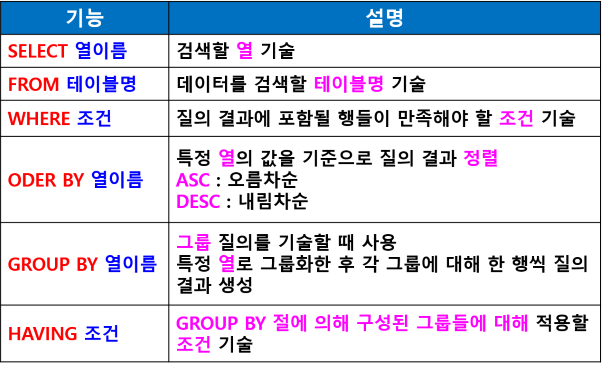 기능 설명
SELECT 열이름 검색할 열 기술
FROM 테이블명 데이터를 검색할 테이블명 기술
WHERE 조건 질의 결과에 포함될 행들이 만족해야 할 조건 기술
ODER BY 열이름 특정 열의 값을 기준으로 질의 결과 정렬
ASC : 오름차순
DESC : 내림차순
GROUP BY 열이름 그룹 질의를 기술할 때 사용
특정 열로 그룹화한 후 각 그룹에 대해 한 행씩 질의
결과 생성
HAVING 조건 GROUP BY 절에 의해 구성된 그룹들에 대해 적용할
조건 기술